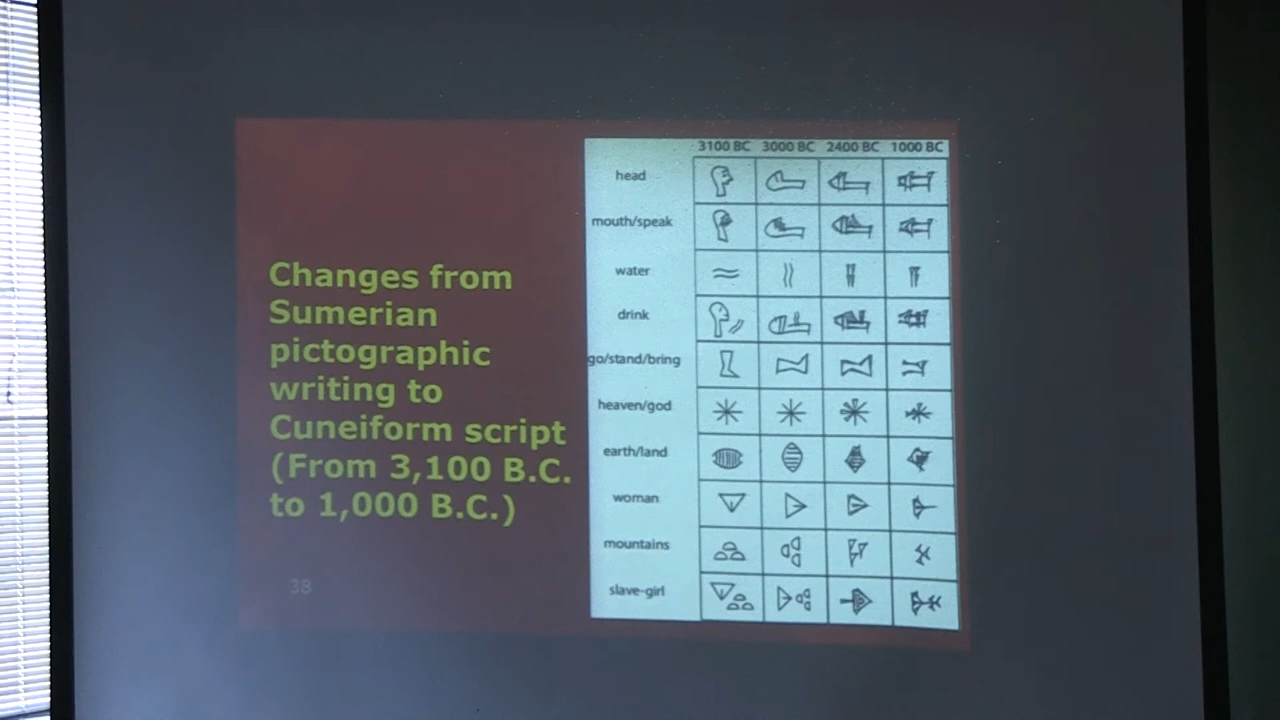 Changes from
Sumerian
pictographic
writing to
Cuneiform script
(From 3,100 B.C.
to 1,000 B.C.)
38
3100 BC 3000 BC 2400 BC 1000 BC
head
mouth/speak
water
drink
go/stand/bring
heaven/god
earth/land
woman
mountains
slave-girl